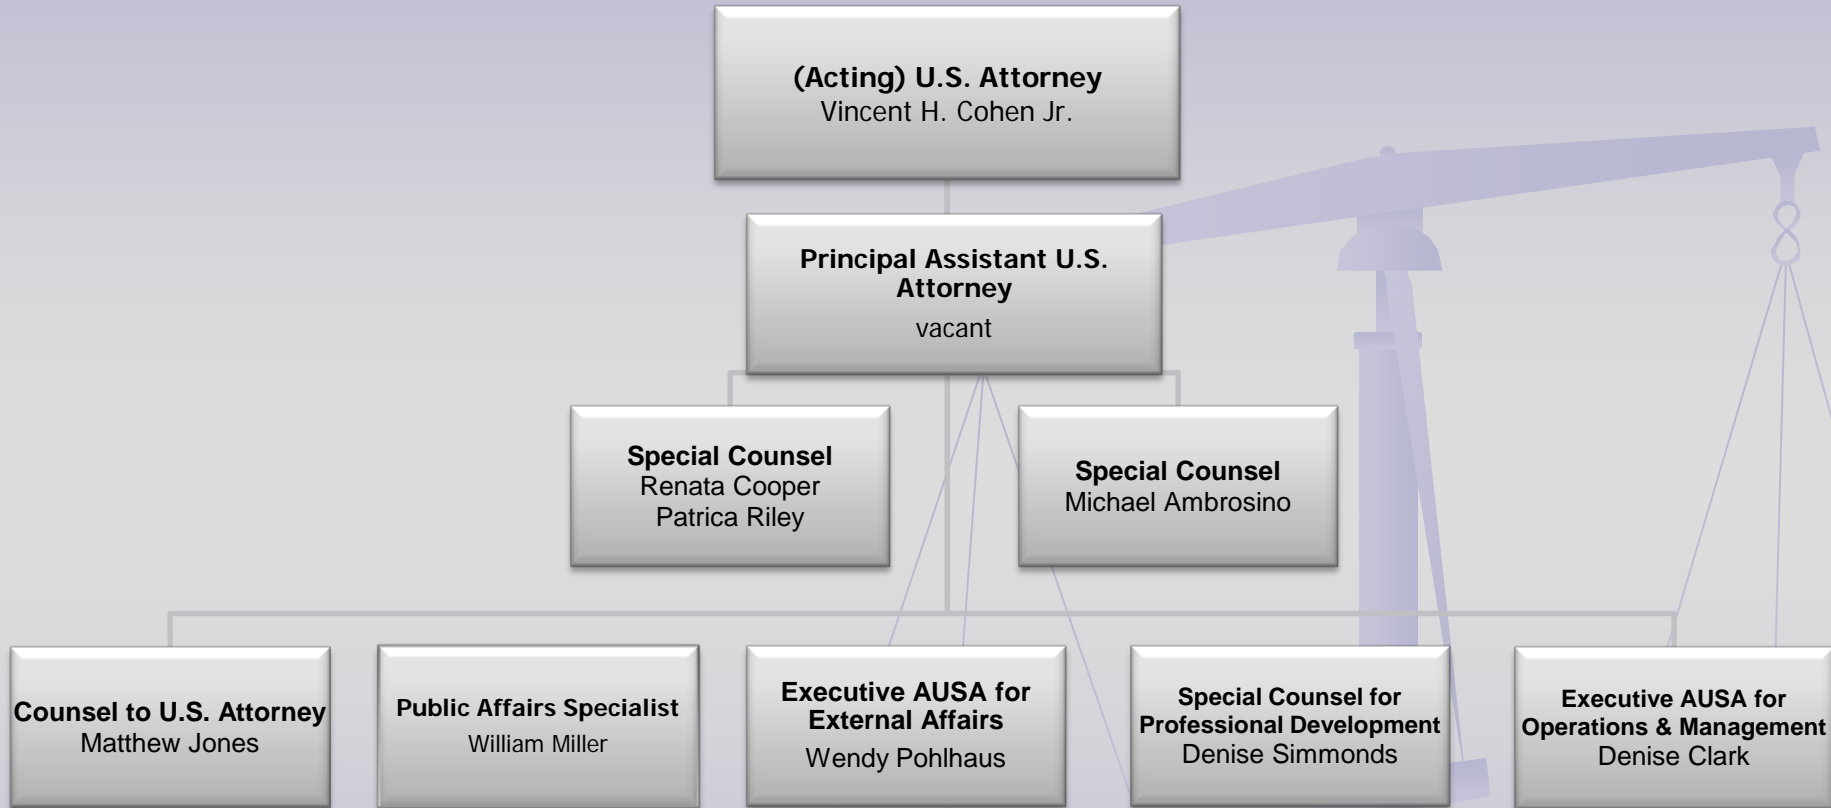 (Acting) U.S. Attorney
Vincent H. Cohen Jr.
Principal Assistant U.S.
Attorney
vacant
Special Counsel
Renata Cooper
Patrica Riley
Special Counsel
Michael Ambrosino
Counsel to U.S. Attorney
Matthew Jones
Public Affairs Specialist
William Miller
Executive AUSA for
External Affairs
Wendy Pohlhaus
Special Counsel for
Professional Development
Denise Simmonds
Executive AUSA for
Operations & Management
Denise Clark